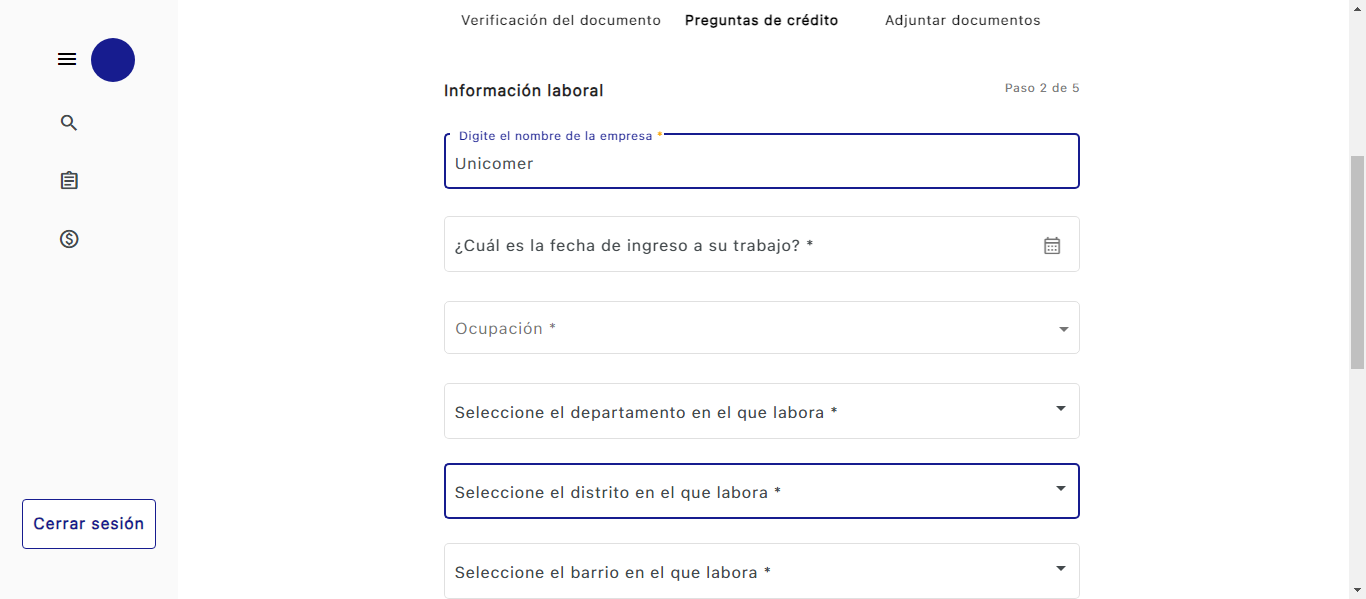 Verificación del documento
Preguntas de crédito
Adjuntar documentos
Información laboral
Paso 2 de 5
Digite el nombre de la empresa *
Unicomer
¿Cuál es la fecha de ingreso a su trabajo? *
Ocupación *
Seleccione el departamento en el que labora *
Seleccione el distrito en el que labora *
Cerrar sesión
Seleccione el barrio en el que labora *